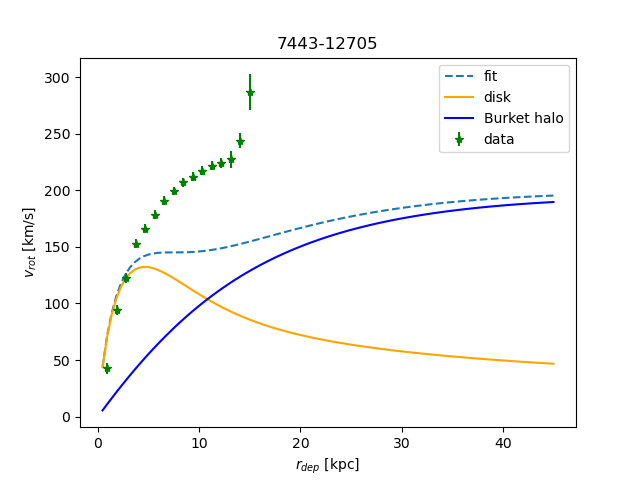 7443-12705
fit
disk
Burket halo
data
300
250
200
150
100
50
0
v_rot [km/s]
0 10 20 30 40
r_dep [kpc]